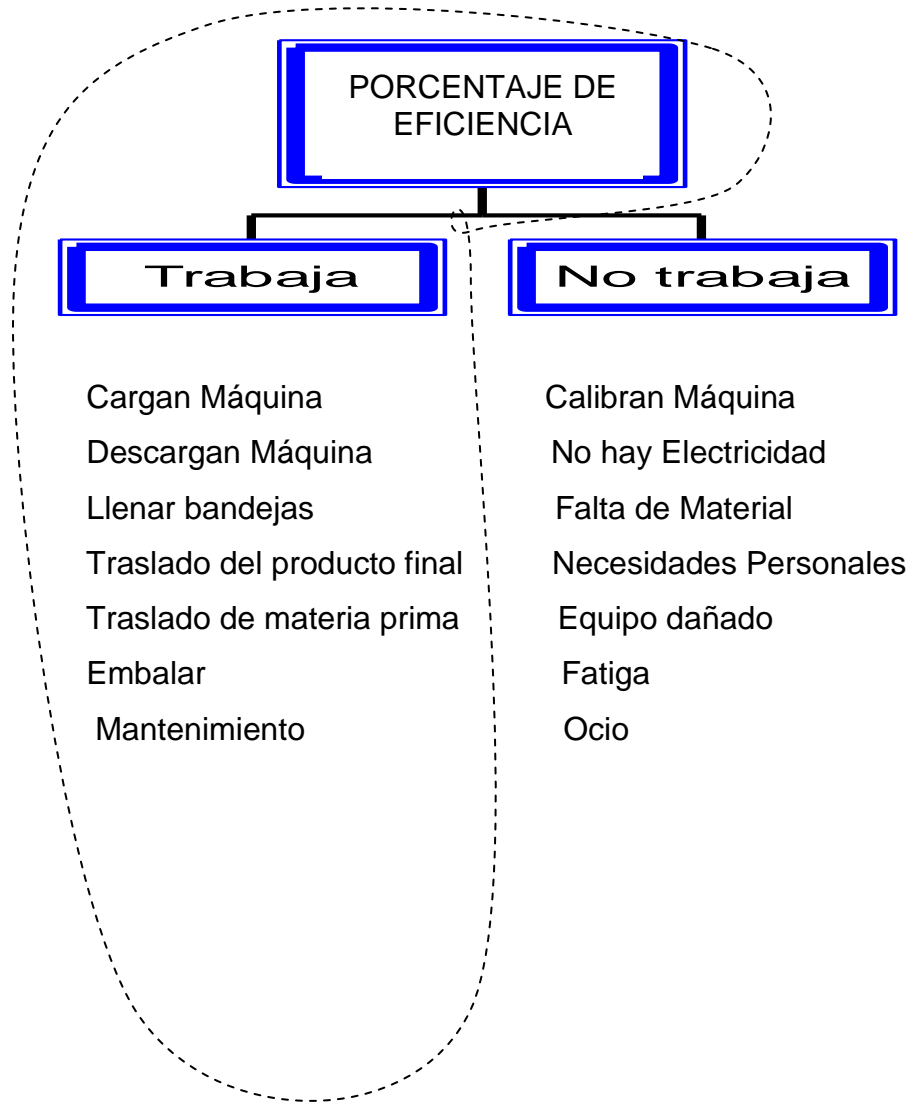 PORCENTAJE DE
EFICIENCIA
Trabaja
No trabaja
Cargan Máquina
Descargan Máquina
Llenar bandejas
Traslado del producto final
Traslado de materia prima
Embalar
Mantenimiento
Calibran Máquina
No hay Electricidad
Falta de Material
Necesidades Personales
Equipo dañado
Fatiga
Ocio